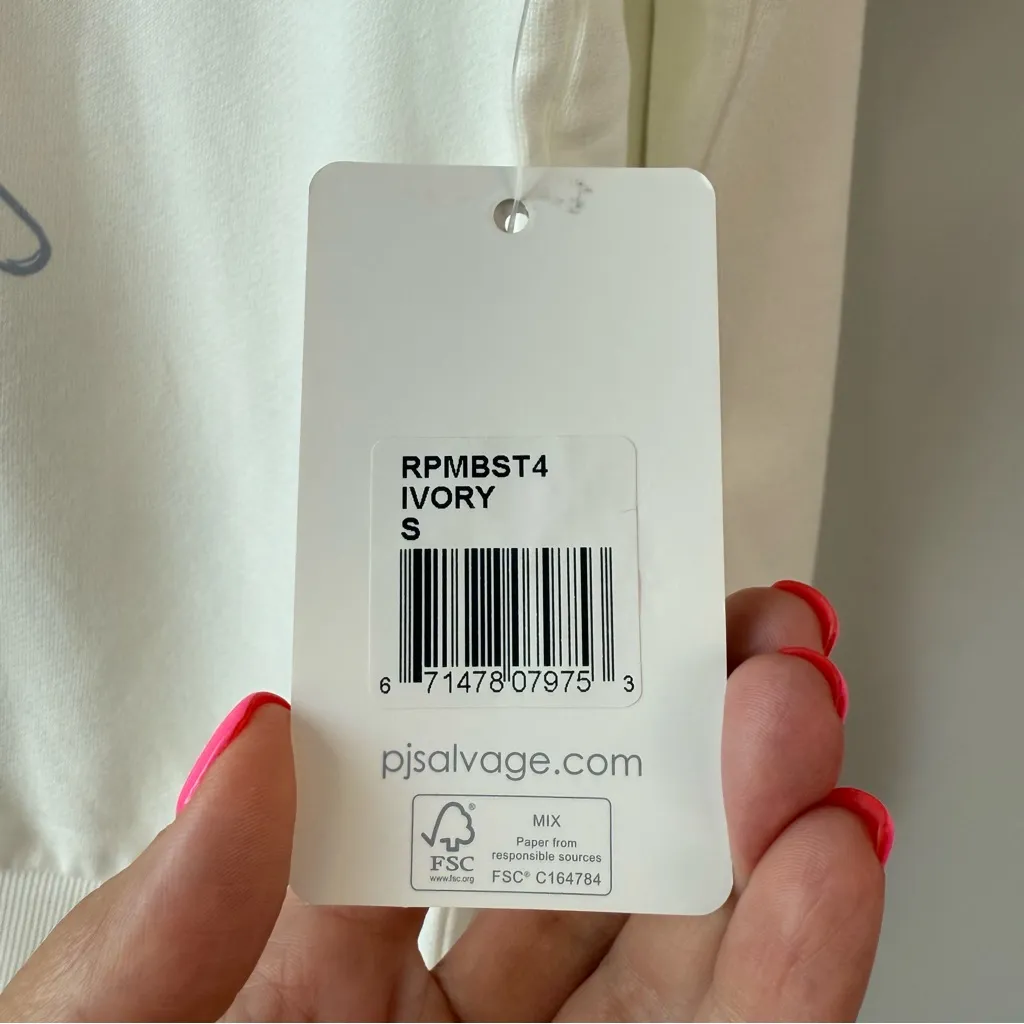 RPMBST4
IVORY
S
6 71478 07975 3
pjsalvage.com
®
FSC
www.fsc.org
MIX
Paper from
responsible sources
FSC® C164784